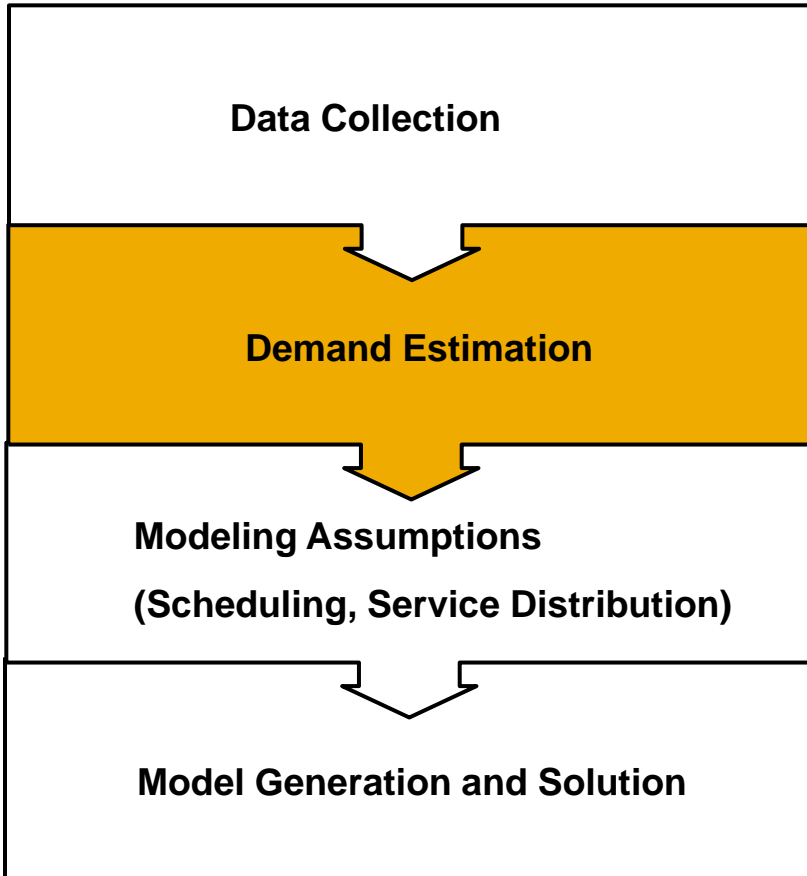 Data Collection
Demand Estimation
Modeling Assumptions
(Scheduling, Service Distribution)
Model Generation and Solution